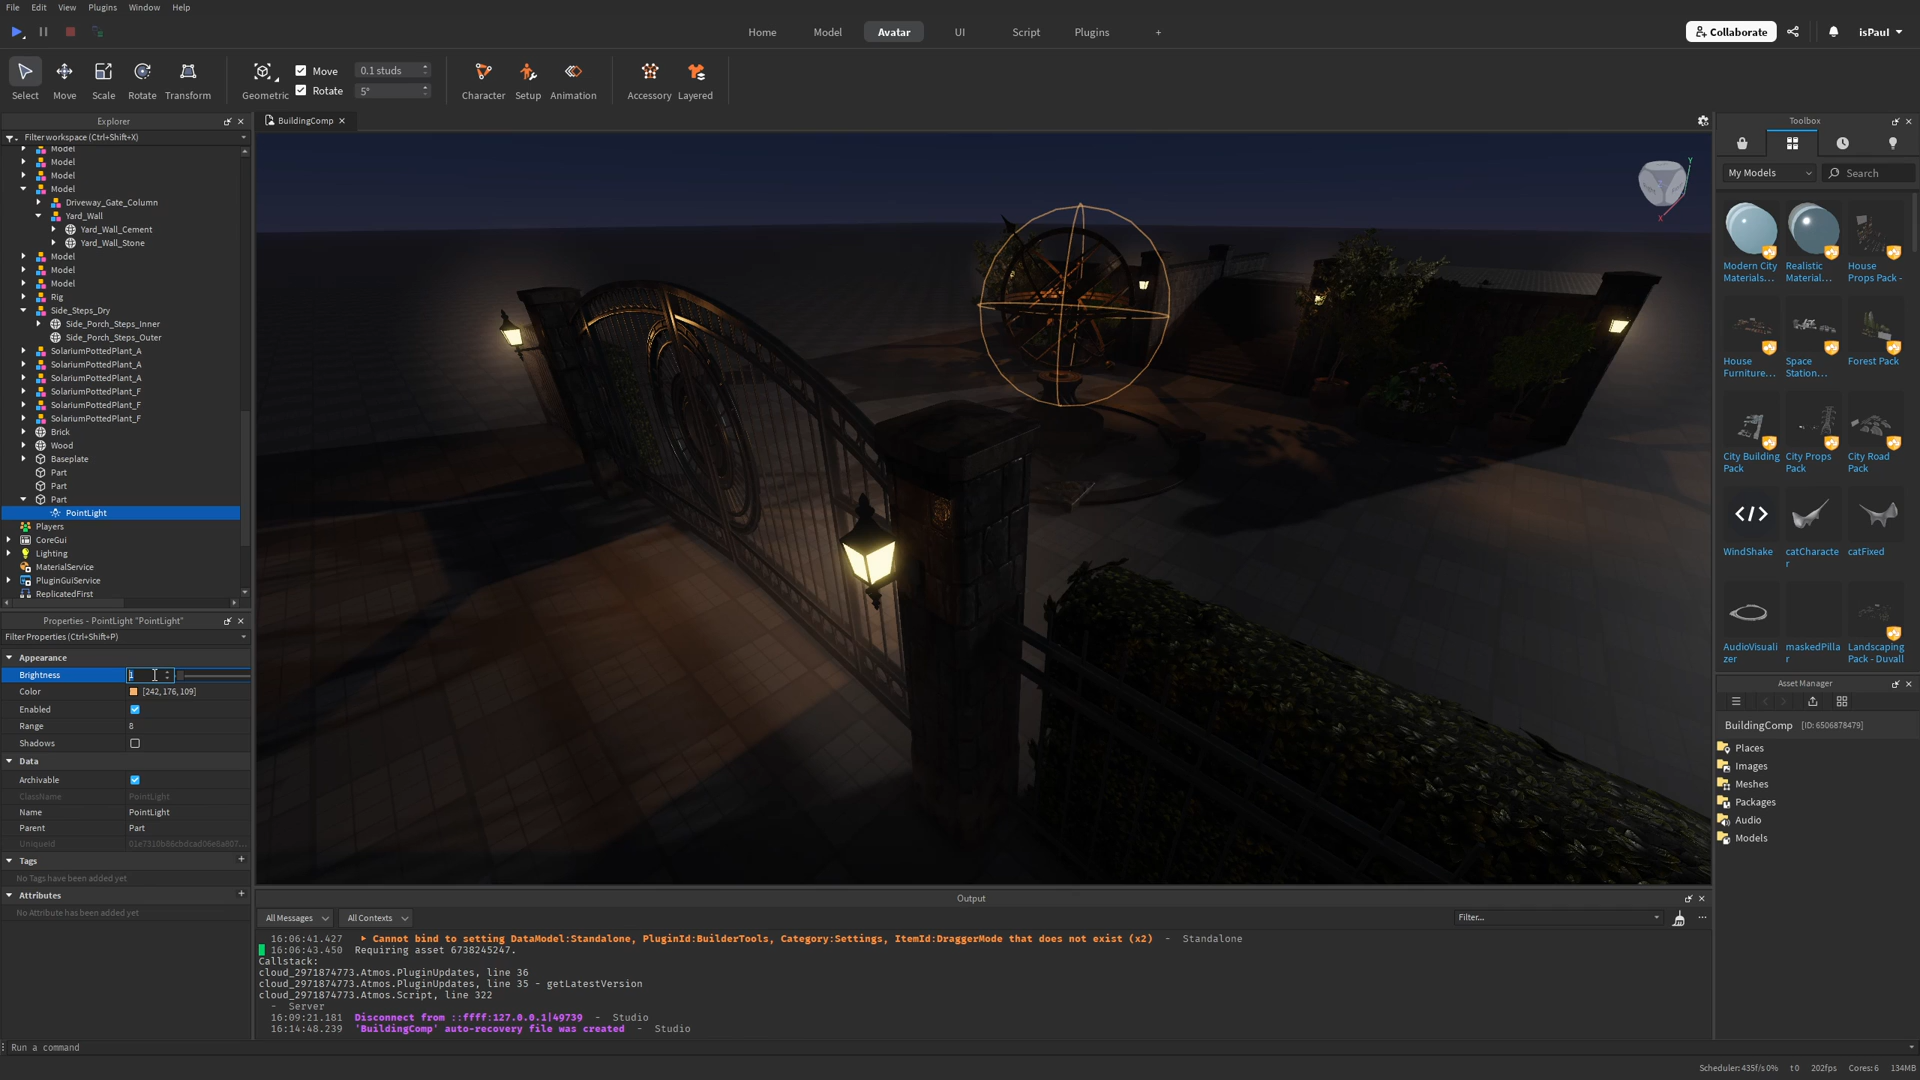 File Edit View Plugins Window Help
Home Model Avatar UI Script Plugins +
Collaborate
isPaul
Move 0.1 studs
Rotate 5°
Select Move Scale Rotate Transform Geometric Character Setup Animation Accessory Layered
Explorer
BuildingComp
Toolbox
Filter workspace (Ctrl+Shift+X)
Model
Model
Model
Model
Driveway_Gate_Column
Yard_Wall
Yard_Wall_Cement
Yard_Wall_Stone
Model
Model
Model
Rig
Side_Steps_Dry
Side_Porch_Steps_Inner
Side_Porch_Steps_Outer
SolariumPottedPlant_A
SolariumPottedPlant_A
SolariumPottedPlant_A
SolariumPottedPlant_F
SolariumPottedPlant_F
SolariumPottedPlant_F
Brick
Wood
Baseplate
Part
Part
Part
PointLight
Players
CoreGui
Lighting
MaterialService
PluginGuiService
ReplicatedFirst
Properties - PointLight "PointLight"
Filter Properties (Ctrl+Shift+P)
Appearance
Brightness 1
Color [242, 176, 109]
Enabled
Range 8
Shadows
Data
Archivable
ClassName PointLight
Name PointLight
Parent Part
UniqueId
Tags
No Tags have been added yet
Attributes
No Attribute has been added yet
Y
X
My Models
Search
Modern City Materials...
Realistic Material...
House Props Pack -
House Furniture...
Space Station...
Forest Pack
City Building Pack
City Props Pack
City Road Pack
WindShake
catCharacter
catFixed
AudioVisualizer
maskedPillar
Landscaping Pack - Duvall
Asset Manager
BuildingComp [ID: 6506878479]
Places
Images
Meshes
Packages
Audio
Models
Output
All Messages All Contexts Filter...
16:06:41.427 Cannot bind to setting DataModel:Standalone, PluginId:BuilderTools, Category:Settings, ItemId:DraggerMode that does not exist (x2) - Standalone
16:06:43.450 Requiring asset 6738245247.
Callstack:
cloud_2971874773.Atmos.PluginUpdates, line 36
cloud_2971874773.Atmos.PluginUpdates, line 35 - getLatestVersion
cloud_2971874773.Atmos.Script, line 322
- Server
16:09:21.181 Disconnect from ::ffff:127.0.0.1|49739 - Studio
16:14:48.239 'BuildingComp' auto-recovery file was created - Studio
Run a command
Scheduler: 435f/s 0% t 0 202fps Cores: 6 134MB